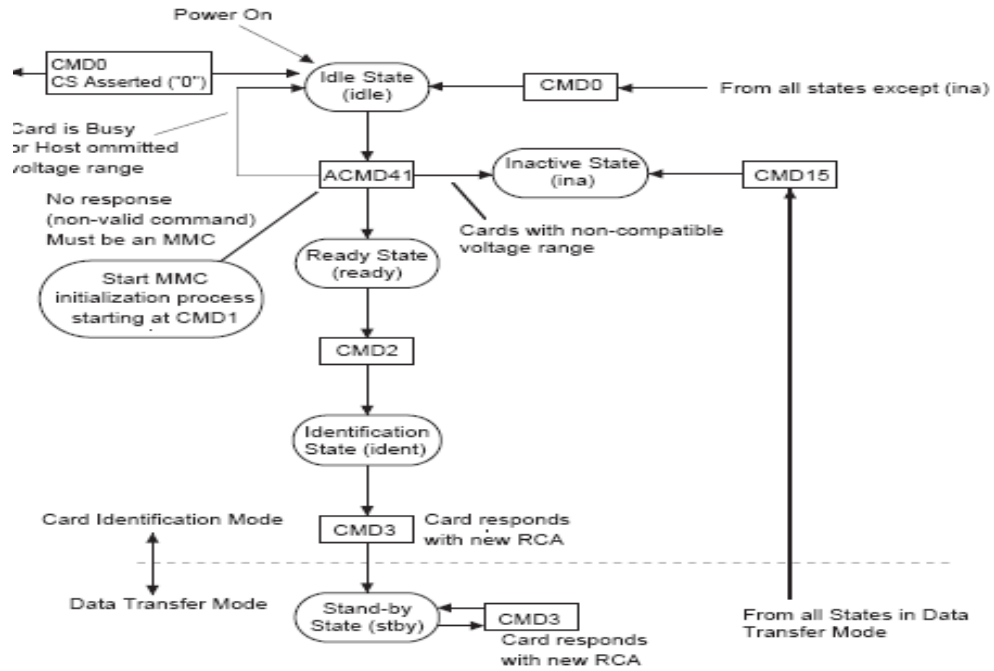 Power On
CMD0
CS Asserted ("0")
Idle State
(idle)
CMD0
From all states except (ina)
Card is Busy
or Host ommitted
voltage range
ACMD41
Inactive State
(ina)
CMD15
No response
(non-valid command)
Must be an MMC
Cards with non-compatible
voltage range
Ready State
(ready)
Start MMC
initialization process
starting at CMD1
CMD2
Identification
State (ident)
Card Identification Mode
CMD3
Card responds
with new RCA
Data Transfer Mode
Stand-by
State (stby)
CMD3
Card responds
with new RCA
From all States in Data
Transfer Mode